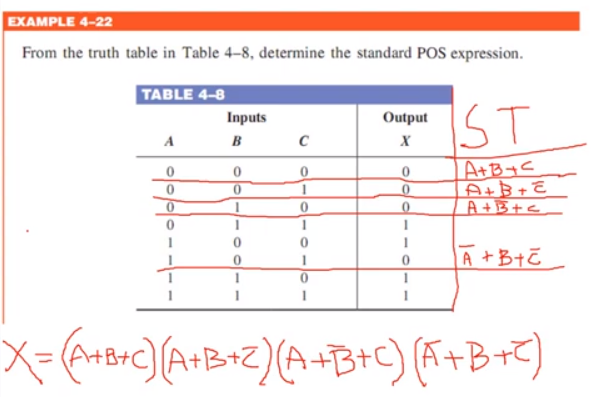 EXAMPLE 4–22
From the truth table in Table 4–8, determine the standard POS expression.
TABLE 4–8
Inputs Output
A B C X ST
0 0 0 0 A+B+C
0 0 1 0 A+B+C̅
0 1 0 0 A+B̅+C
0 1 1 1
1 0 0 1
1 0 1 0 A̅+B+C̅
1 1 0 1
1 1 1 1
X=(A+B+C)(A+B+C̅)(A+B̅+C)(A̅+B+C̅)